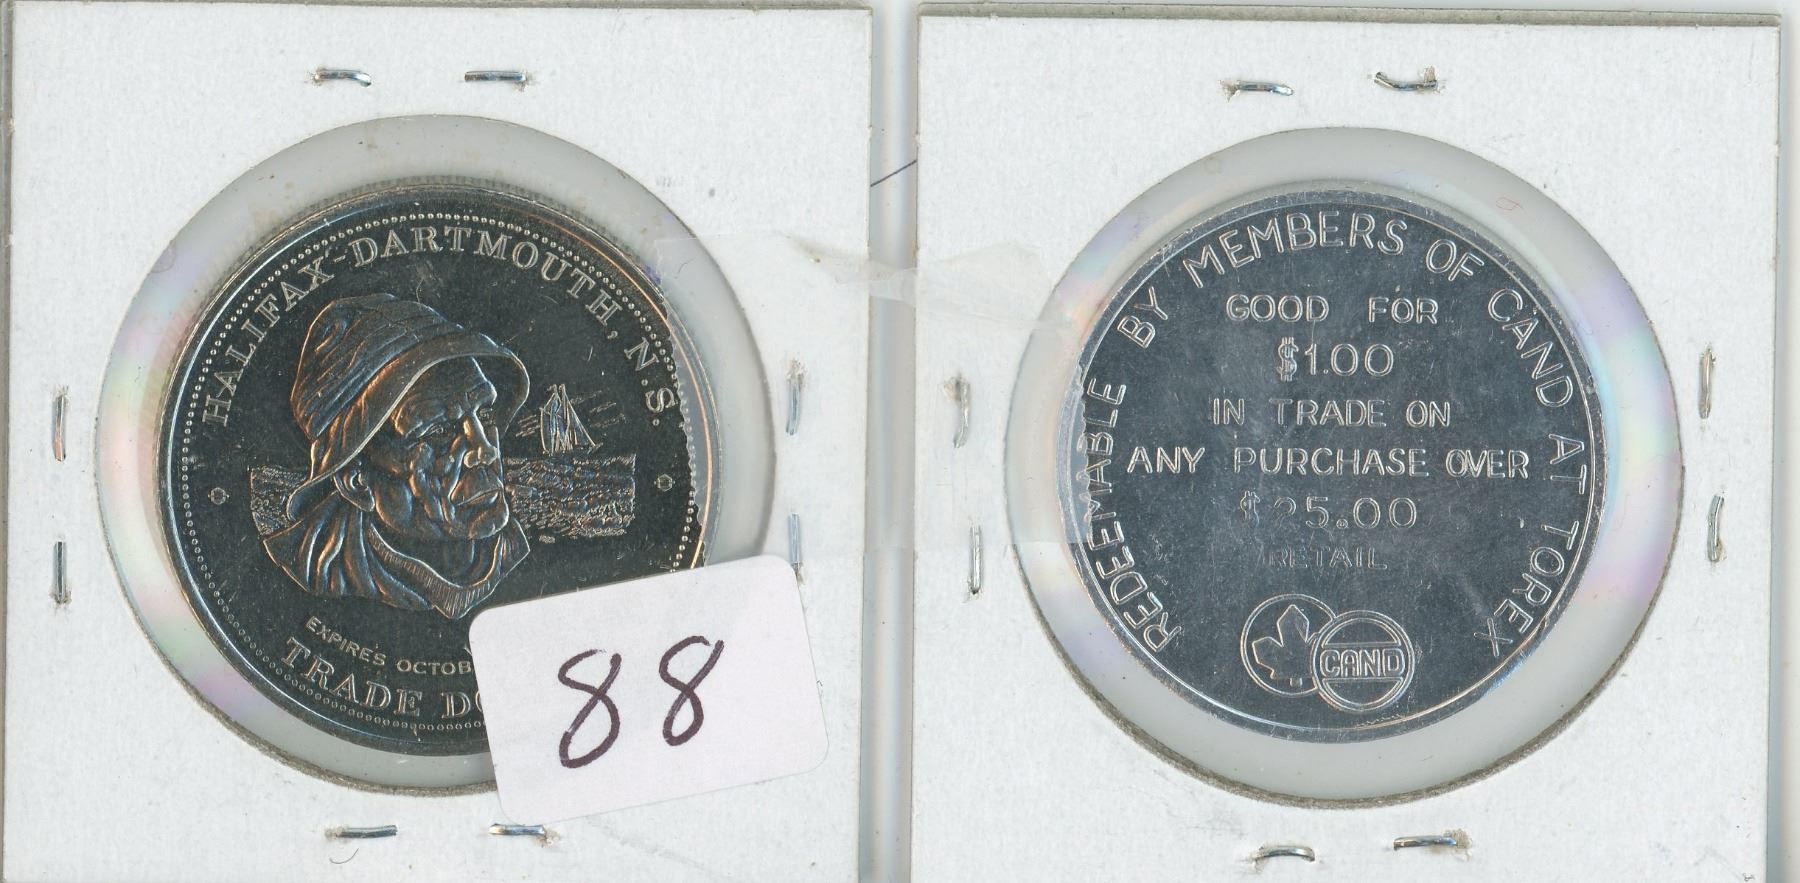 HALIFAX-DARTMOUTH, N.S.
EXPIRES OCTOB
TRADE DO
88
REDEEMABLE BY MEMBERS OF CAND AT TOREX
GOOD FOR
$1.00
IN TRADE ON
ANY PURCHASE OVER
$25.00
RETAIL
CAND